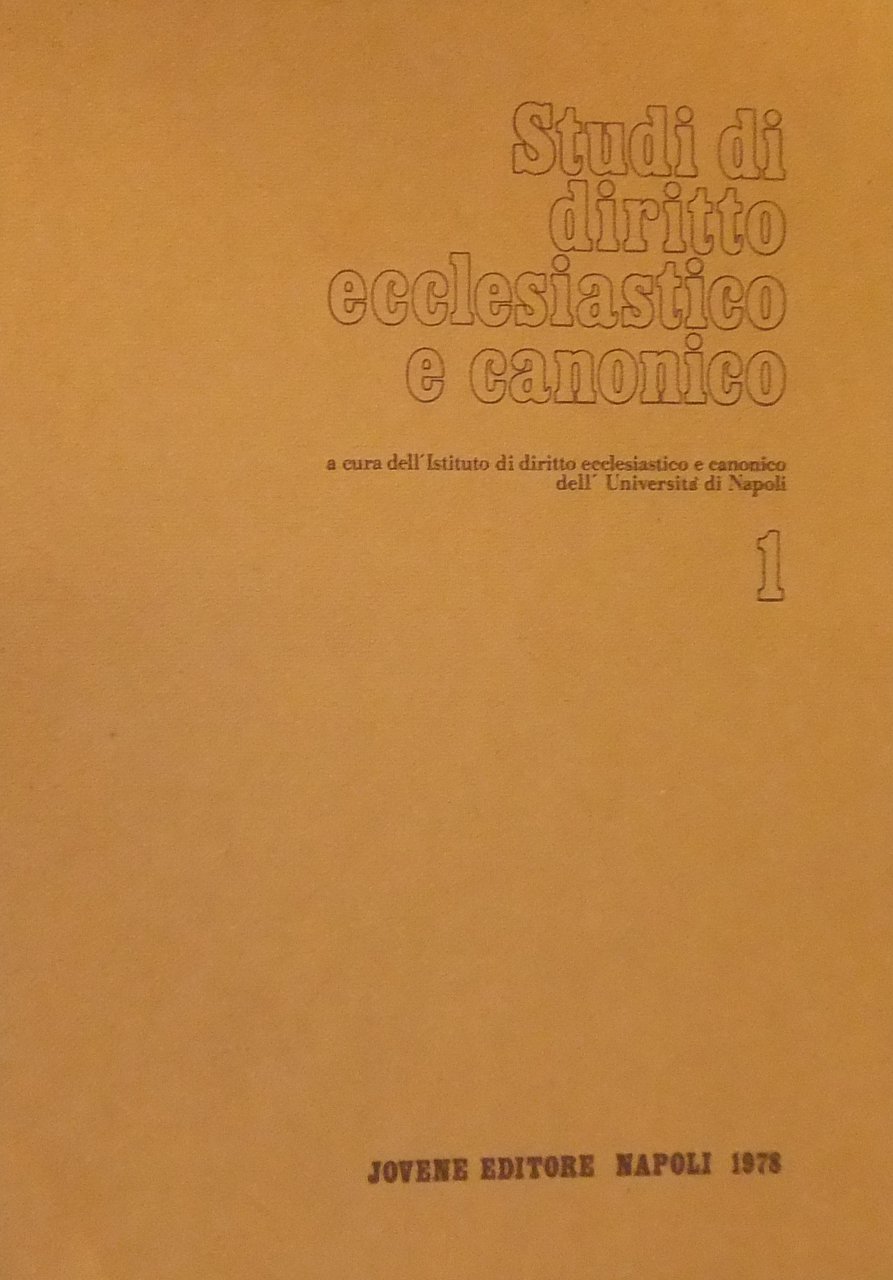 Studi di
diritto
ecclesiastico
e canonico
a cura dell'Istituto di diritto ecclesiastico e canonico
dell' Università di Napoli
1
JOVENE EDITORE NAPOLI 1978